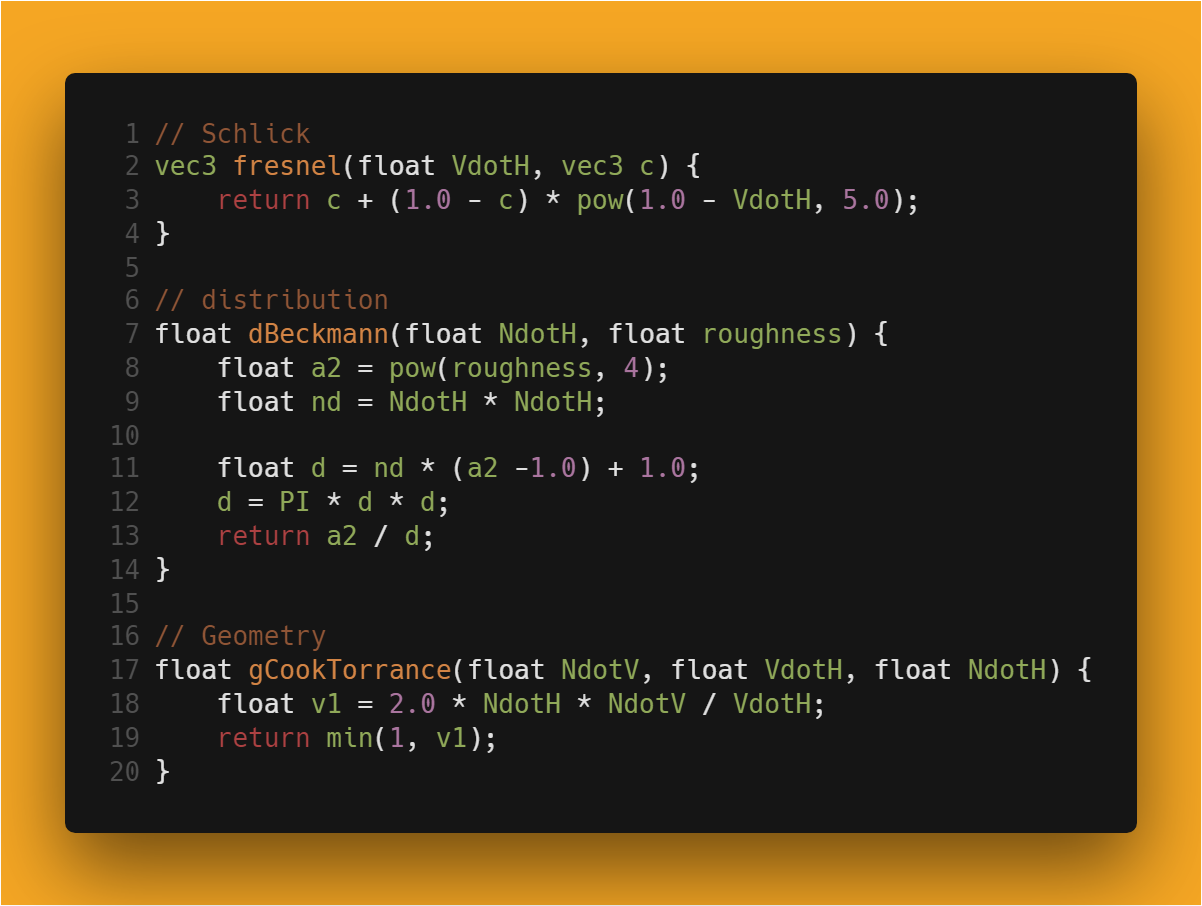 1 // Schlick
2 vec3 fresnel(float VdotH, vec3 c) {
3     return c + (1.0 - c) * pow(1.0 - VdotH, 5.0);
4 }
5
6 // distribution
7 float dBeckmann(float NdotH, float roughness) {
8     float a2 = pow(roughness, 4);
9     float nd = NdotH * NdotH;
10
11     float d = nd * (a2 -1.0) + 1.0;
12     d = PI * d * d;
13     return a2 / d;
14 }
15
16 // Geometry
17 float gCookTorrance(float NdotV, float VdotH, float NdotH) {
18     float v1 = 2.0 * NdotH * NdotV / VdotH;
19     return min(1, v1);
20 }